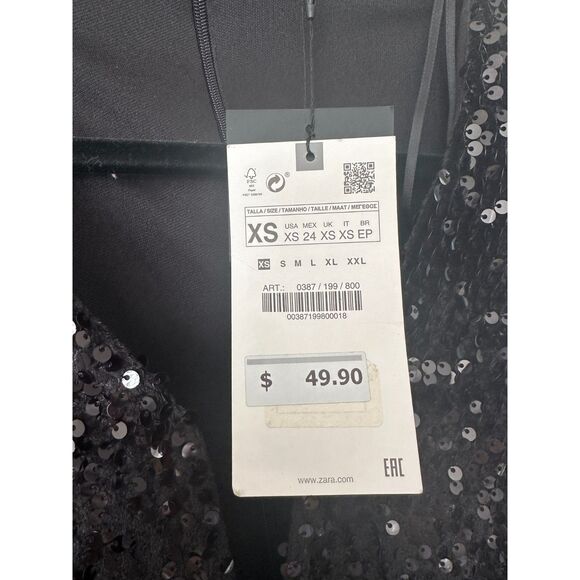 FSC
TALLA / SIZE / TAMANHO / TAILLE / MAAT / ΜΕΓΕΘΟΣ
XS USA MEX UK IT BR
XS 24 XS XS EP
XS S M L XL XXL
ART.: 0387 / 199 / 800
00387199800018
$ 49.90
EAC
www.zara.com